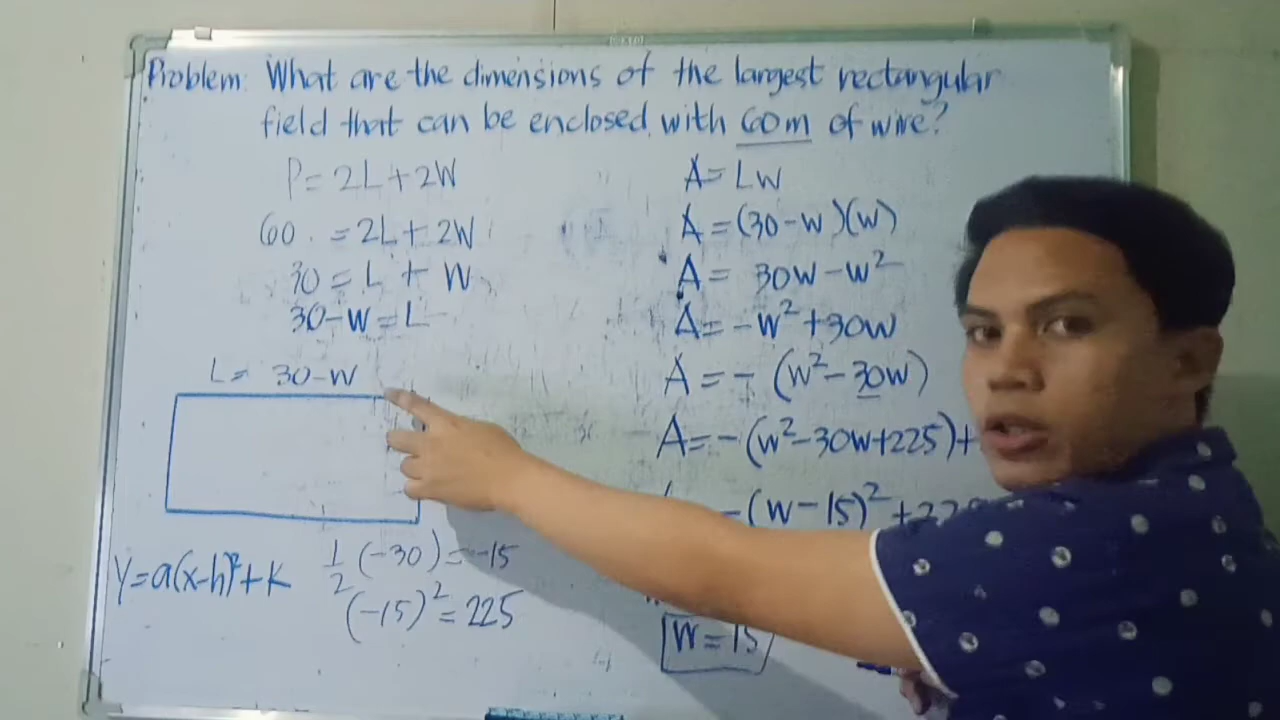 Problem: What are the dimensions of the largest rectangular
field that can be enclosed with 60m of wire?
P = 2L + 2W
60 = 2L + 2W
30 = L + W
30-W = L
L = 30-W
Y = a(x-h)² + k
1/2 (-30) = -15
(-15)² = 225
A = LW
A = (30-W)(W)
A = 30W - W²
A = -W² + 30W
A = - (W² - 30W)
A = - (W² - 30W + 225) +
-(W - 15)² + 22
W = 15